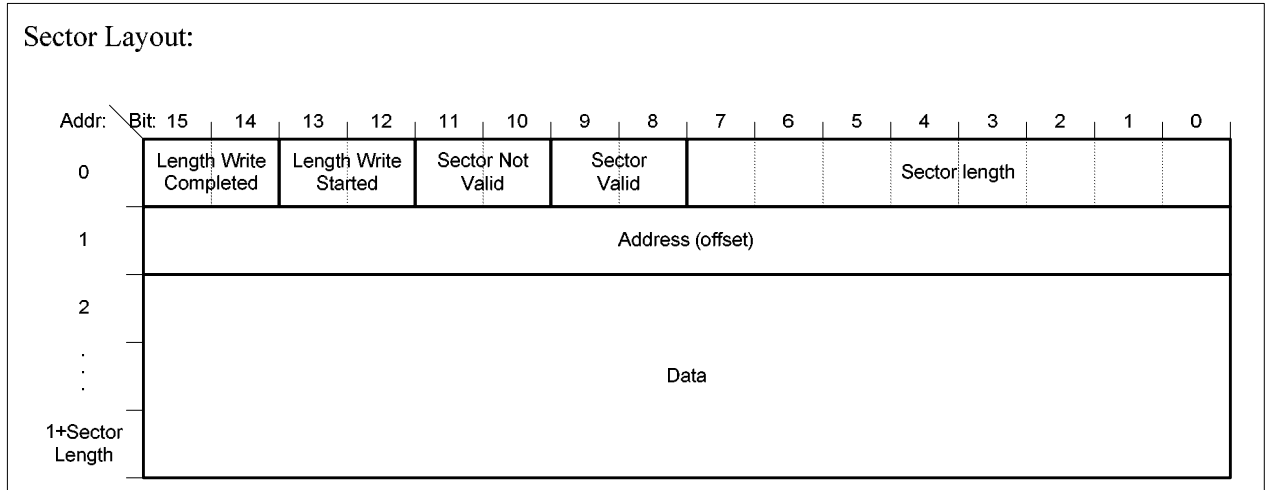 Sector Layout:
Addr: Bit: 15 14 13 12 11 10 9 8 7 6 5 4 3 2 1 0
0
Length Write
Completed
Length Write
Started
Sector Not
Valid
Sector
Valid
Sector length
1
Address (offset)
2
.
.
.
Data
1+Sector
Length